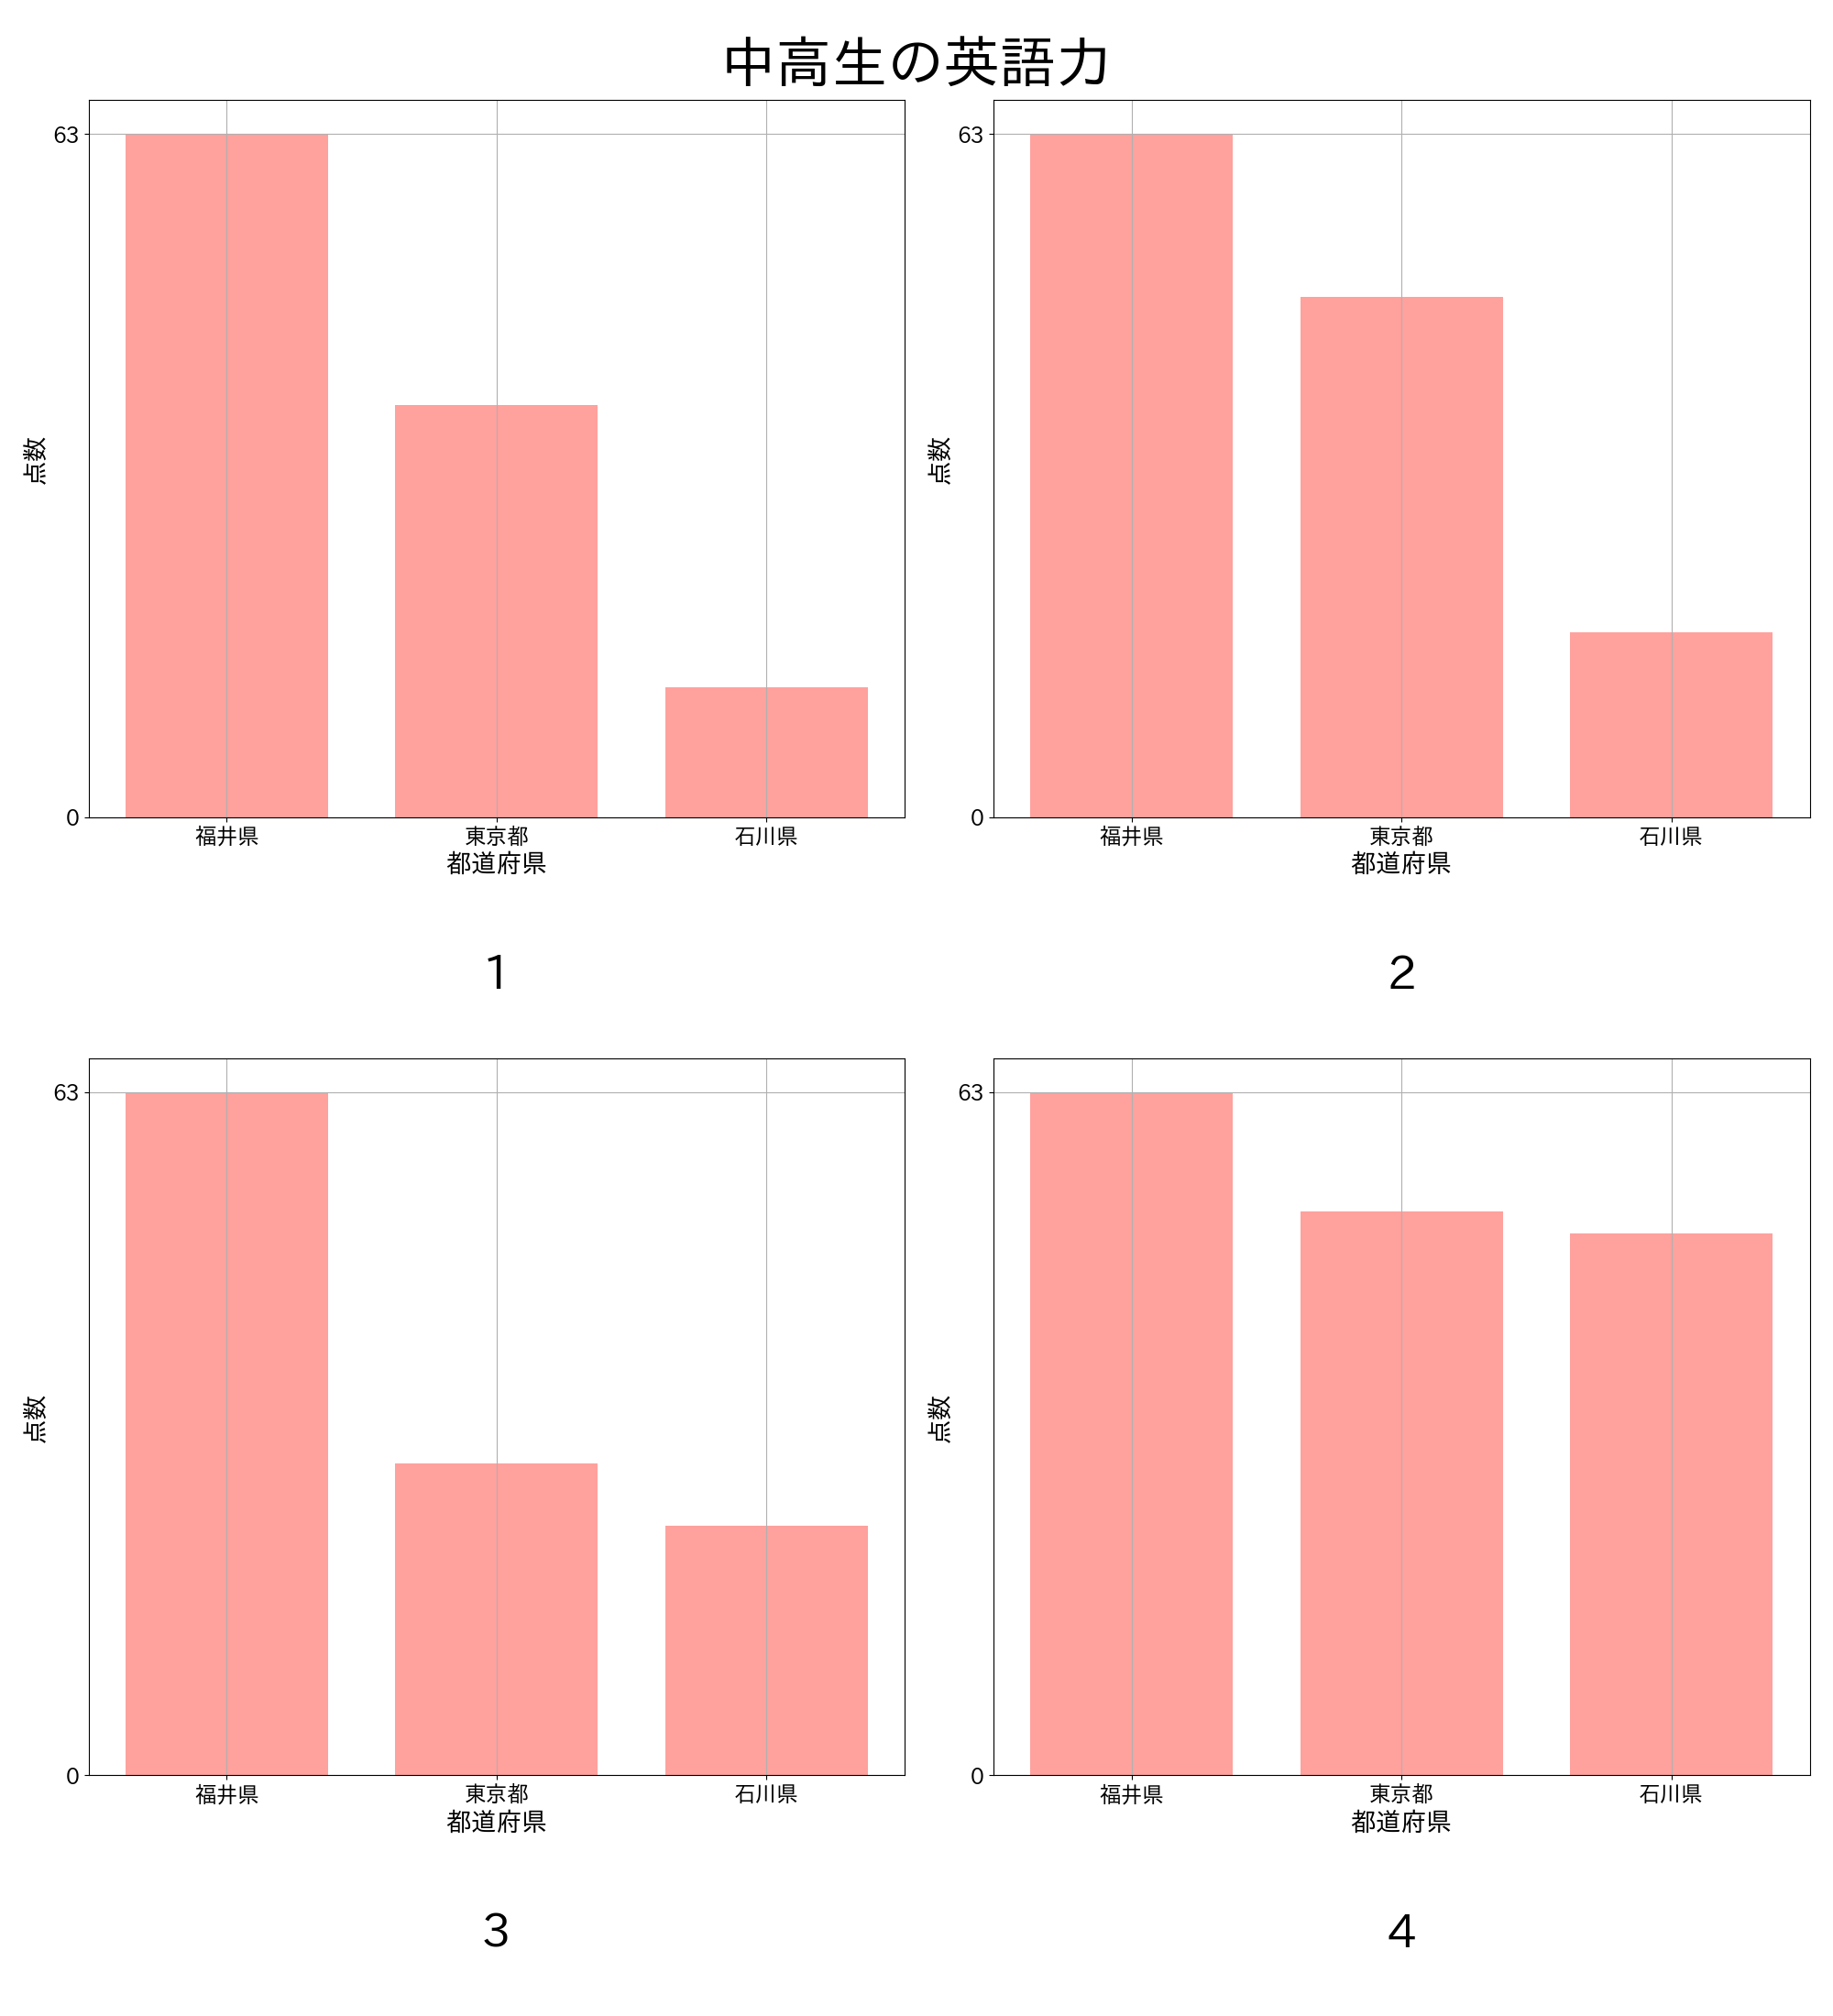 中高生の英語力
63
0
点数
福井県 東京都 石川県
都道府県
1
63
0
点数
福井県 東京都 石川県
都道府県
2
63
0
点数
福井県 東京都 石川県
都道府県
3
63
0
点数
福井県 東京都 石川県
都道府県
4